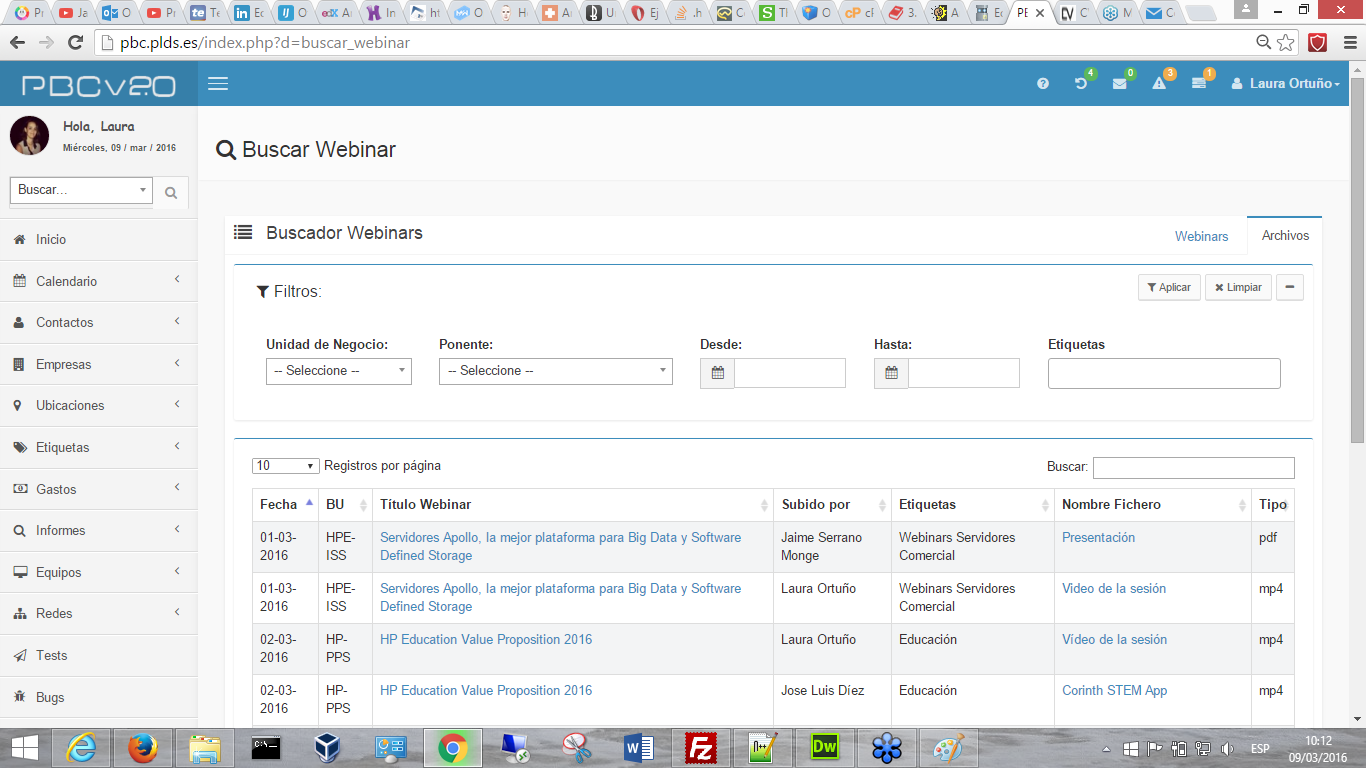 Pr
Ja
O
Pr
Te
Ec
O
Ar
In
ht
O
He
Ac
U
Ej
.h
C
Tl
O
cF
3.
A
Ec
PE
C\
M
C
pbc.plds.es/index.php?d=buscar_webinar
PBCv2.0
4
0
3
1
Laura Ortuño
Hola, Laura
Miércoles, 09 / mar / 2016
Buscar...
Inicio
Calendario
Contactos
Empresas
Ubicaciones
Etiquetas
Gastos
Informes
Equipos
Redes
Tests
Bugs
Buscar Webinar
Buscador Webinars
Webinars
Archivos
Filtros:
Aplicar
Limpiar
Unidad de Negocio:
Ponente:
Desde:
Hasta:
Etiquetas
-- Seleccione --
-- Seleccione --
10 Registros por página
Buscar:
Fecha BU Título Webinar Subido por Etiquetas Nombre Fichero Tipo
01-03-2016 HPE-ISS Servidores Apollo, la mejor plataforma para Big Data y Software Defined Storage Jaime Serrano Monge Webinars Servidores Comercial Presentación pdf
01-03-2016 HPE-ISS Servidores Apollo, la mejor plataforma para Big Data y Software Defined Storage Laura Ortuño Webinars Servidores Comercial Video de la sesión mp4
02-03-2016 HP-PPS HP Education Value Proposition 2016 Laura Ortuño Educación Vídeo de la sesión mp4
02-03-2016 HP-PPS HP Education Value Proposition 2016 Jose Luis Díez Educación Corinth STEM App mp4
ESP
10:12
09/03/2016